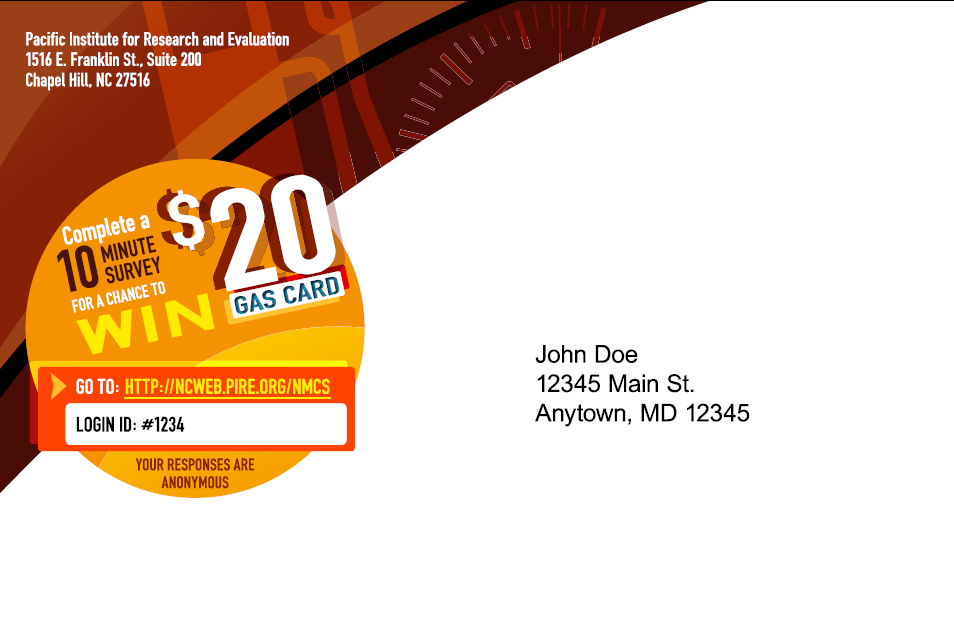 Pacific Institute for Research and Evaluation
1516 E. Franklin St., Suite 200
Chapel Hill, NC 27516
Complete a
10 MINUTE
SURVEY
FOR A CHANCE TO
WIN
$20
GAS CARD
GO TO: HTTP://NCWEB.PIRE.ORG/NMCS
LOGIN ID: #1234
YOUR RESPONSES ARE
ANONYMOUS
John Doe
12345 Main St.
Anytown, MD 12345